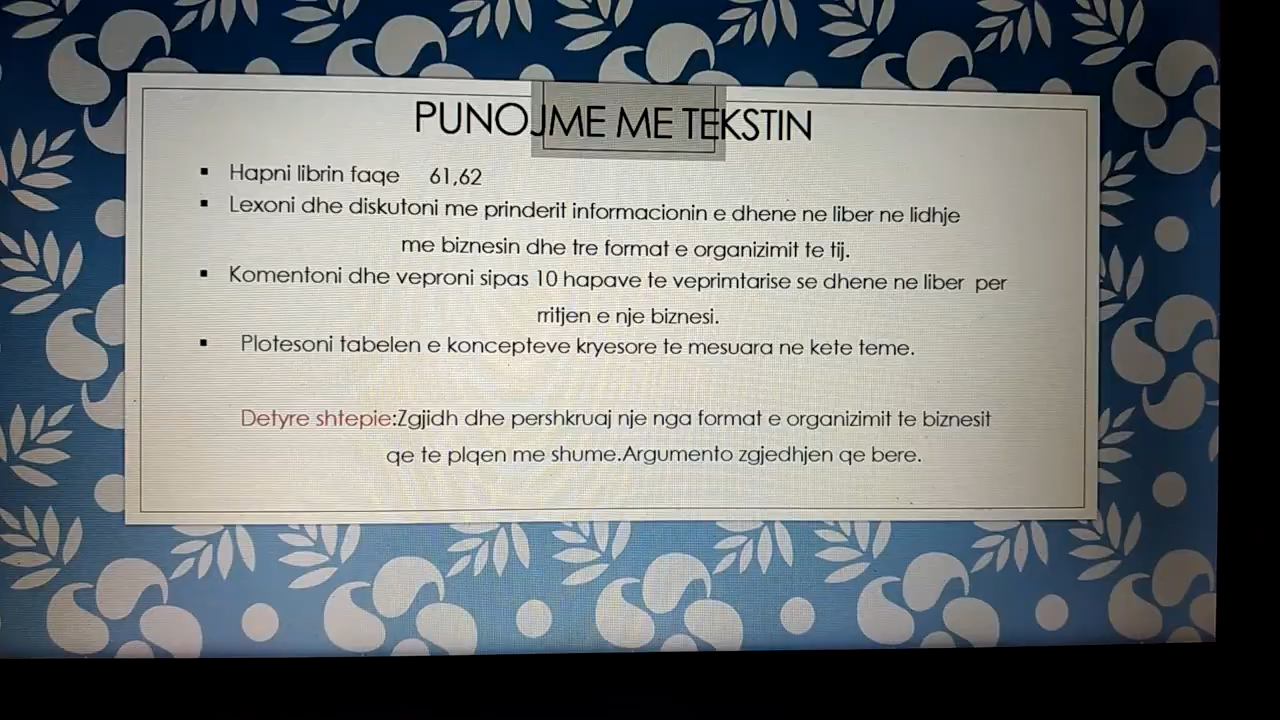 PUNOJME ME TEKSTIN
Hapni librin faqe 61,62
Lexoni dhe diskutoni me prinderit informacionin e dhene ne liber ne lidhje
me biznesin dhe tre format e organizimit te tij.
Komentoni dhe veproni sipas 10 hapave te veprimtarise se dhene ne liber per
rritjen e nje biznesi.
Plotesoni tabelen e koncepteve kryesore te mesuara ne kete teme.
Detyre shtepie:Zgjidh dhe pershkruaj nje nga format e organizimit te biznesit
qe te plqen me shume.Argumento zgjedhjen qe bere.